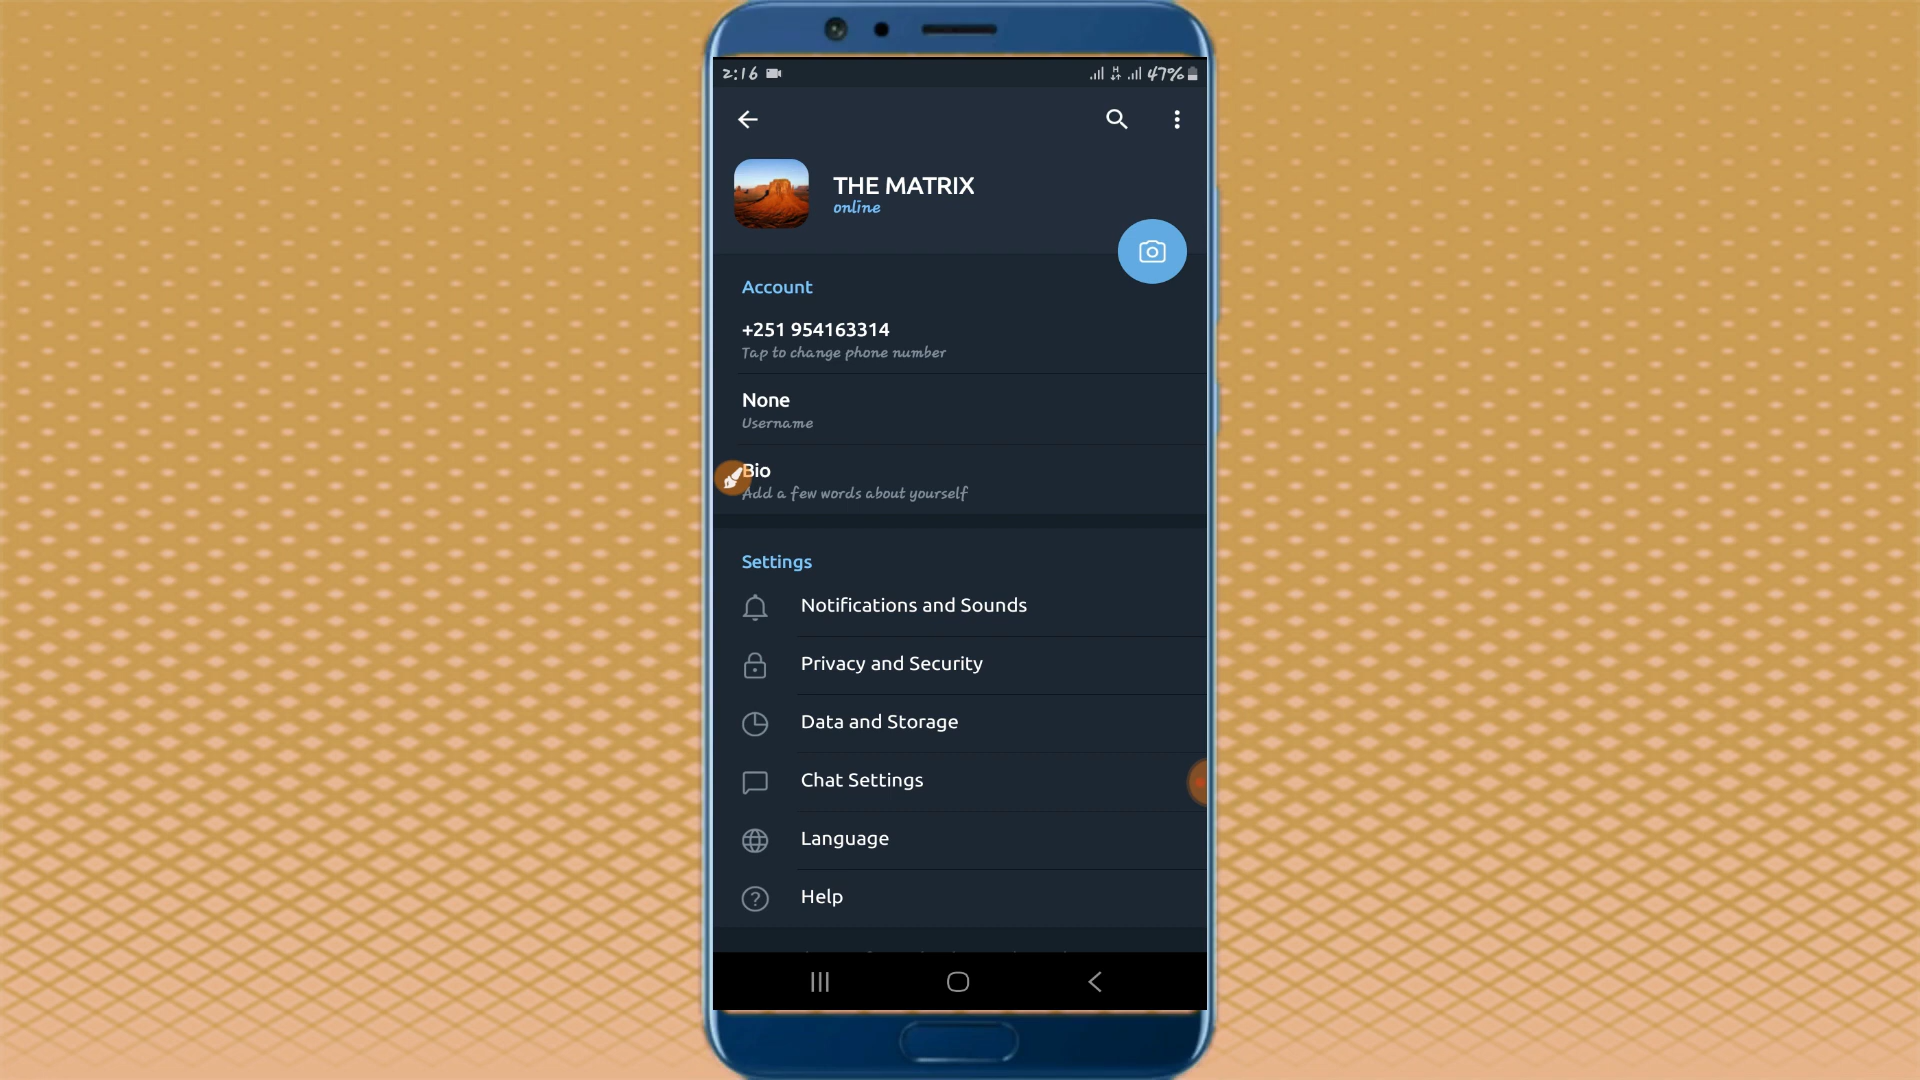 2:16 47%
THE MATRIX
online
Account
+251 954163314
Tap to change phone number
None
Username
Bio
Add a few words about yourself
Settings
Notifications and Sounds
Privacy and Security
Data and Storage
Chat Settings
Language
Help